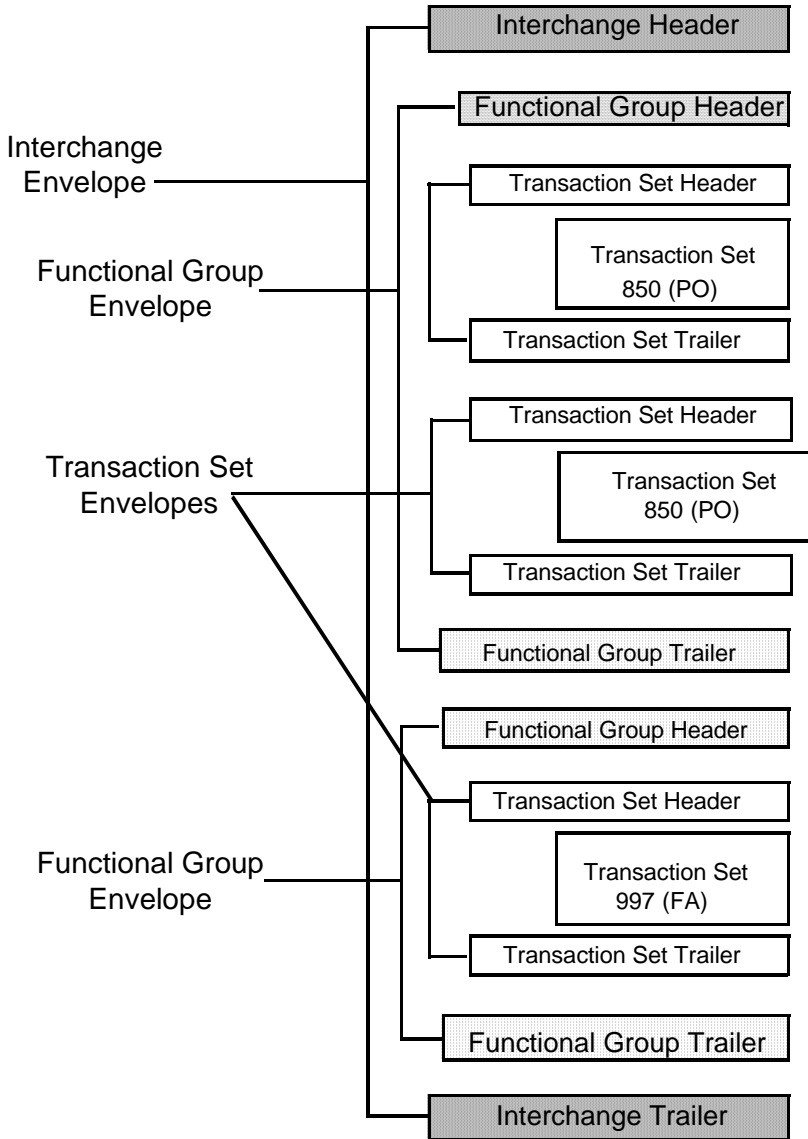 Interchange Header
Functional Group Header
Interchange
Envelope
Transaction Set Header
Transaction Set
850 (PO)
Functional Group
Envelope
Transaction Set Trailer
Transaction Set Header
Transaction Set
Envelopes
Transaction Set
850 (PO)
Transaction Set Trailer
Functional Group Trailer
Functional Group Header
Transaction Set Header
Functional Group
Envelope
Transaction Set
997 (FA)
Transaction Set Trailer
Functional Group Trailer
Interchange Trailer